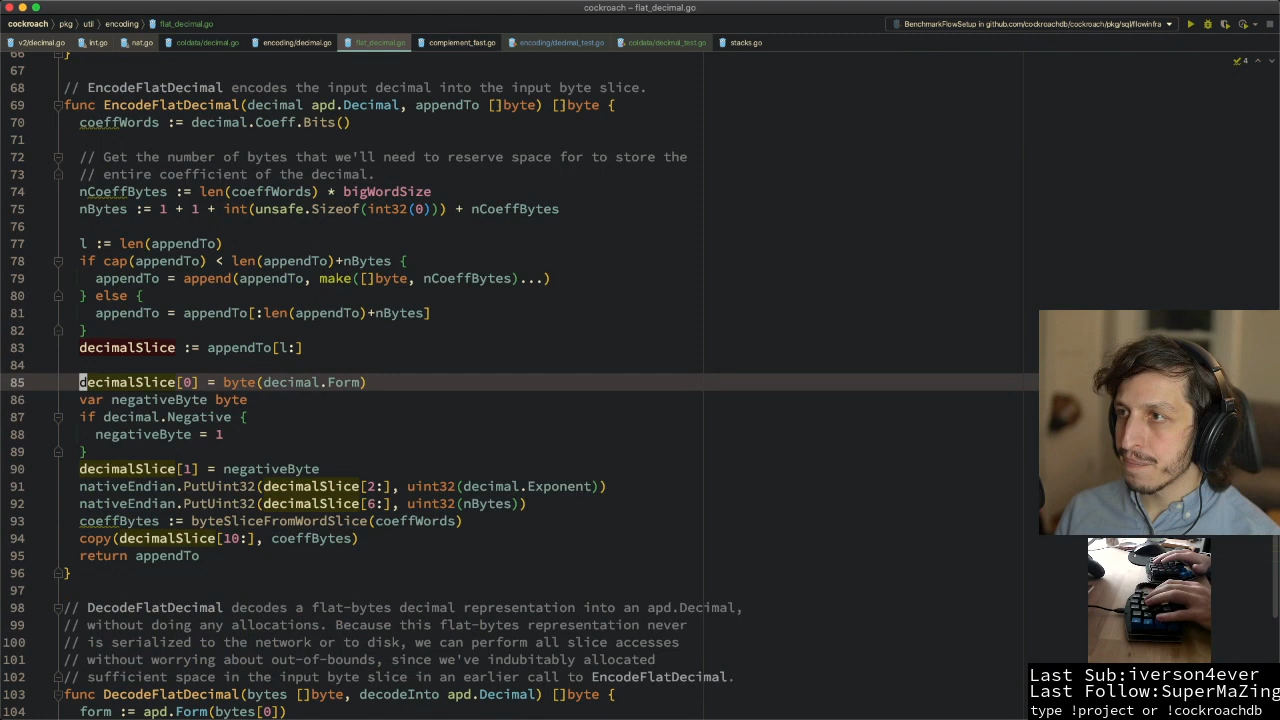 cockroach – flat_decimal.go
cockroach › pkg › util › encoding › flat_decimal.go
BenchmarkFlowSetup in github.com/cockroachdb/cockroach/pkg/sql/flowinfra
v2/decimal.go int.go nat.go coldata/decimal.go encoding/decimal.go flat_decimal.go complement_fast.go encoding/decimal_test.go coldata/decimal_test.go stacks.go
66 }
4
67
68 // EncodeFlatDecimal encodes the input decimal into the input byte slice.
69 func EncodeFlatDecimal(decimal apd.Decimal, appendTo []byte) []byte {
70 coeffWords := decimal.Coeff.Bits()
71
72 // Get the number of bytes that we'll need to reserve space for to store the
73 // entire coefficient of the decimal.
74 nCoeffBytes := len(coeffWords) * bigWordSize
75 nBytes := 1 + 1 + int(unsafe.Sizeof(int32(0))) + nCoeffBytes
76
77 l := len(appendTo)
78 if cap(appendTo) < len(appendTo)+nBytes {
79 appendTo = append(appendTo, make([]byte, nCoeffBytes)...)
80 } else {
81 appendTo = appendTo[:len(appendTo)+nBytes]
82 }
83 decimalSlice := appendTo[l:]
84
85 decimalSlice[0] = byte(decimal.Form)
86 var negativeByte byte
87 if decimal.Negative {
88 negativeByte = 1
89 }
90 decimalSlice[1] = negativeByte
91 nativeEndian.PutUint32(decimalSlice[2:], uint32(decimal.Exponent))
92 nativeEndian.PutUint32(decimalSlice[6:], uint32(nBytes))
93 coeffBytes := byteSliceFromWordSlice(coeffWords)
94 copy(decimalSlice[10:], coeffBytes)
95 return appendTo
96 }
97
98 // DecodeFlatDecimal decodes a flat-bytes decimal representation into an apd.Decimal,
99 // without doing any allocations. Because this flat-bytes representation never
100 // is serialized to the network or to disk, we can perform all slice accesses
101 // without worrying about out-of-bounds, since we've indubitably allocated
102 // sufficient space in the input byte slice in an earlier call to EncodeFlatDecimal.
103 func DecodeFlatDecimal(bytes []byte, decodeInto apd.Decimal) []byte {
104 form := apd.Form(bytes[0])
Last Sub:iverson4ever
Last Follow:SuperMaZing
type !project or !cockroachdb